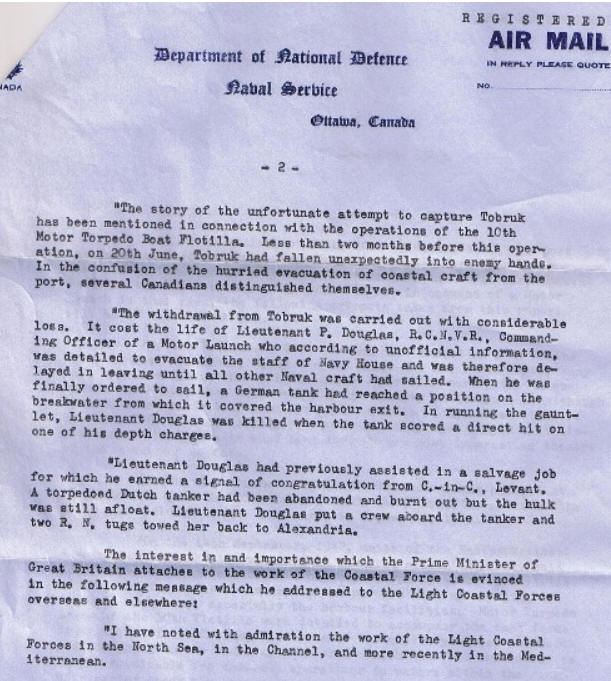 REGISTERED
AIR MAIL
IN REPLY PLEASE QUOTE
NO.
NADA
Department of National Defence
Naval Service
Ottawa, Canada
- 2 -
"The story of the unfortunate attempt to capture Tobruk
has been mentioned in connection with the operations of the 10th
Motor Torpedo Boat Flotilla. Less than two months before this oper-
ation, on 20th June, Tobruk had fallen unexpectedly into enemy hands.
In the confusion of the hurried evacuation of coastal craft from the
port, several Canadians distinguished themselves.
"The withdrawal from Tobruk was carried out with considerable
loss. It cost the life of Lieutenant P. Douglas, R.C.N.V.R., Command-
ing Officer of a Motor Launch who according to unofficial information,
was detailed to evacuate the staff of Navy House and was therefore de-
layed in leaving until all other Naval craft had sailed. When he was
finally ordered to sail, a German tank had reached a position on the
breakwater from which it covered the harbour exit. In running the gaunt-
let, Lieutenant Douglas was killed when the tank scored a direct hit on
one of his depth charges.
"Lieutenant Douglas had previously assisted in a salvage job
for which he earned a signal of congratulation from C.-in-C., Levant.
A torpedoed Dutch tanker had been abandoned and burnt out but the hulk
was still afloat. Lieutenant Douglas put a crew aboard the tanker and
two R. N. tugs towed her back to Alexandria.
The interest in and importance which the Prime Minister of
Great Britain attaches to the work of the Coastal Force is evinced
in the following message which he addressed to the Light Coastal Forces
overseas and elsewhere:
"I have noted with admiration the work of the Light Coastal
Forces in the North Sea, in the Channel, and more recently in the Med-
iterranean.